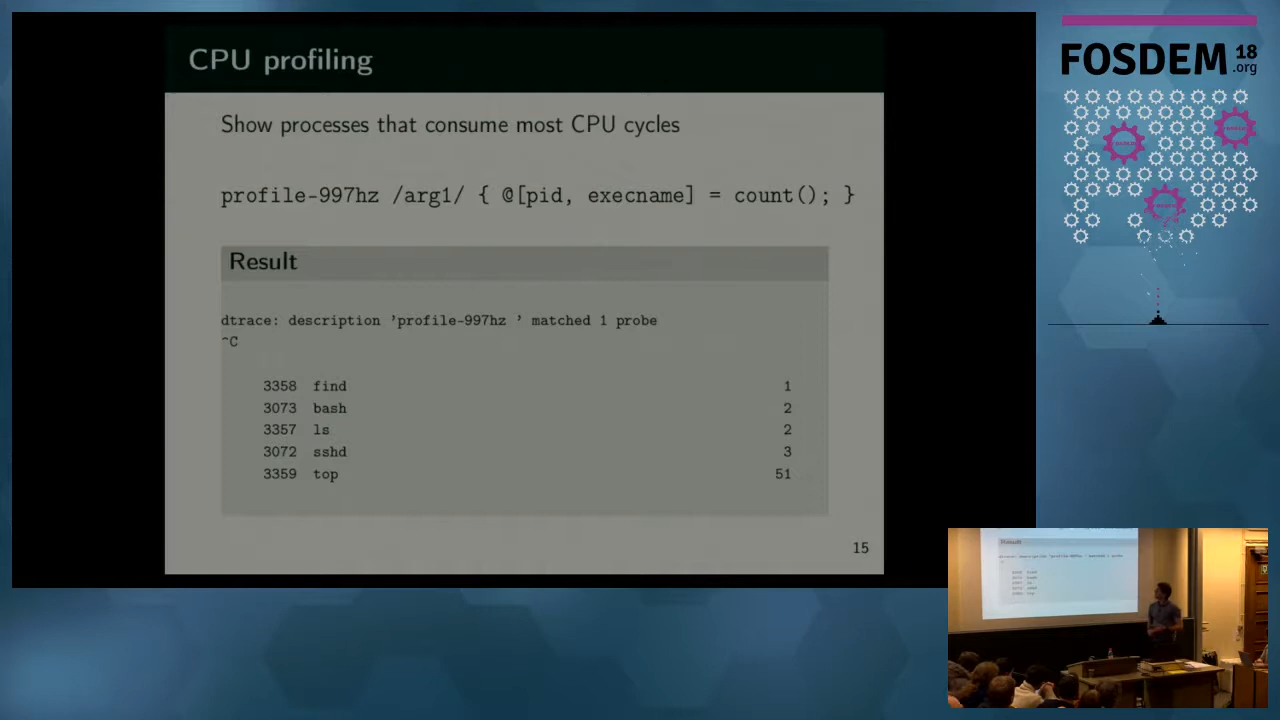 CPU profiling
Show processes that consume most CPU cycles
profile-997hz /arg1/ { @[pid, execname] = count(); }
Result
dtrace: description 'profile-997hz ' matched 1 probe
^C
3358 find 1
3073 bash 2
3357 ls 2
3072 sshd 3
3359 top 51
15
FOSDEM 18
.org